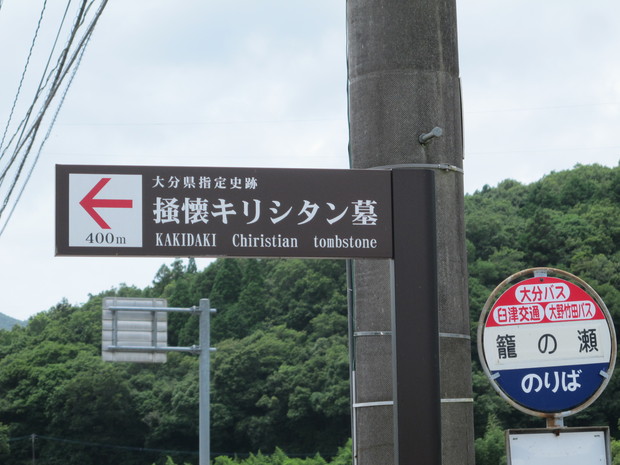 大分県指定史跡
掻懐キリシタン墓
400m
KAKIDAKI Chiristian tombstone
大分バス
臼津交通 大野竹田バス
籠の瀬
のりば